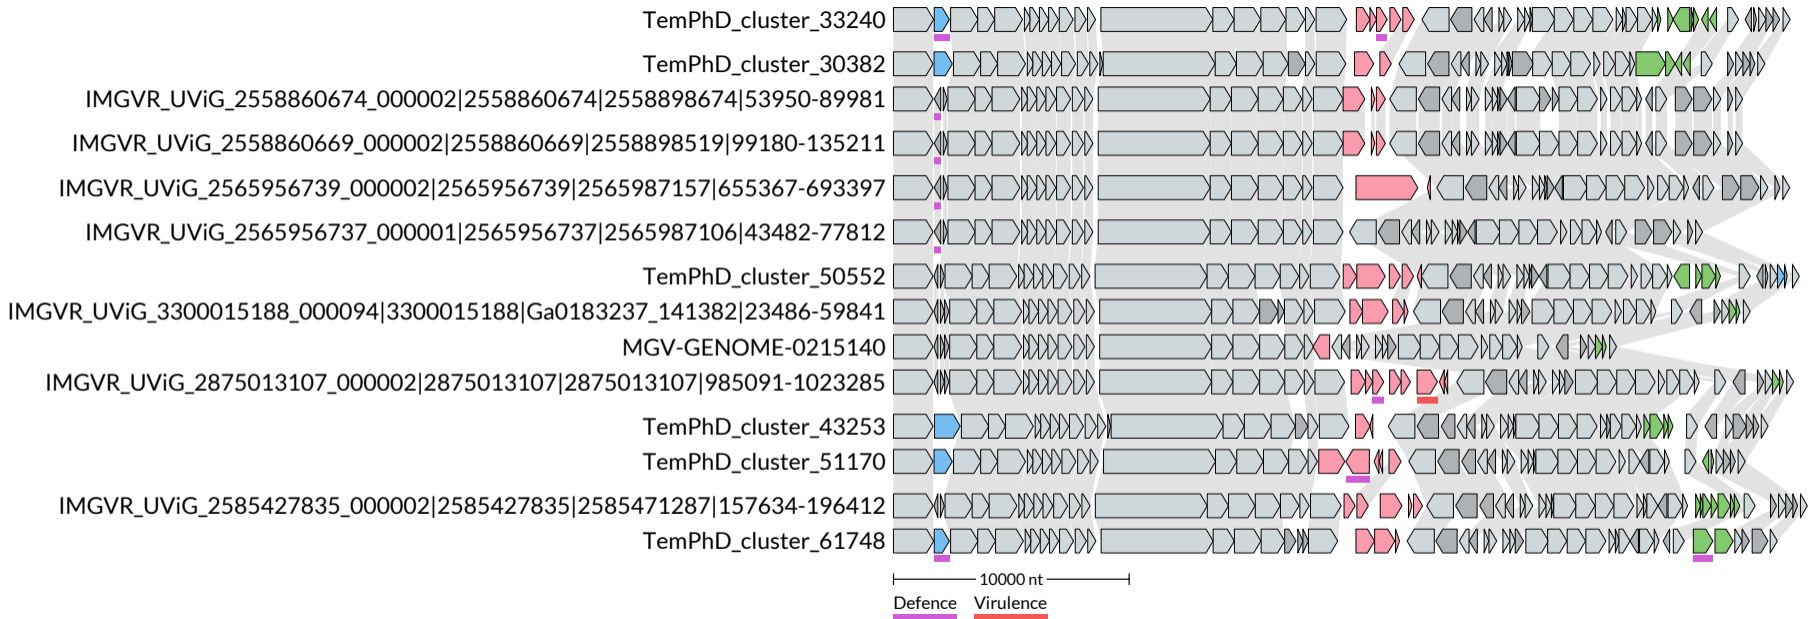 TemPhD_cluster_33240
TemPhD_cluster_30382
IMGVR_UViG_2558860674_000002|2558860674|2558898674|53950-89981
IMGVR_UViG_2558860669_000002|2558860669|2558898519|99180-135211
IMGVR_UViG_2565956739_000002|2565956739|2565987157|655367-693397
IMGVR_UViG_2565956737_000001|2565956737|2565987106|43482-77812
TemPhD_cluster_50552
IMGVR_UViG_3300015188_000094|3300015188|Ga0183237_141382|23486-59841
MGV-GENOME-0215140
IMGVR_UViG_2875013107_000002|2875013107|2875013107|985091-1023285
TemPhD_cluster_43253
TemPhD_cluster_51170
IMGVR_UViG_2585427835_000002|2585427835|2585471287|157634-196412
TemPhD_cluster_61748
10000 nt
Defence Virulence